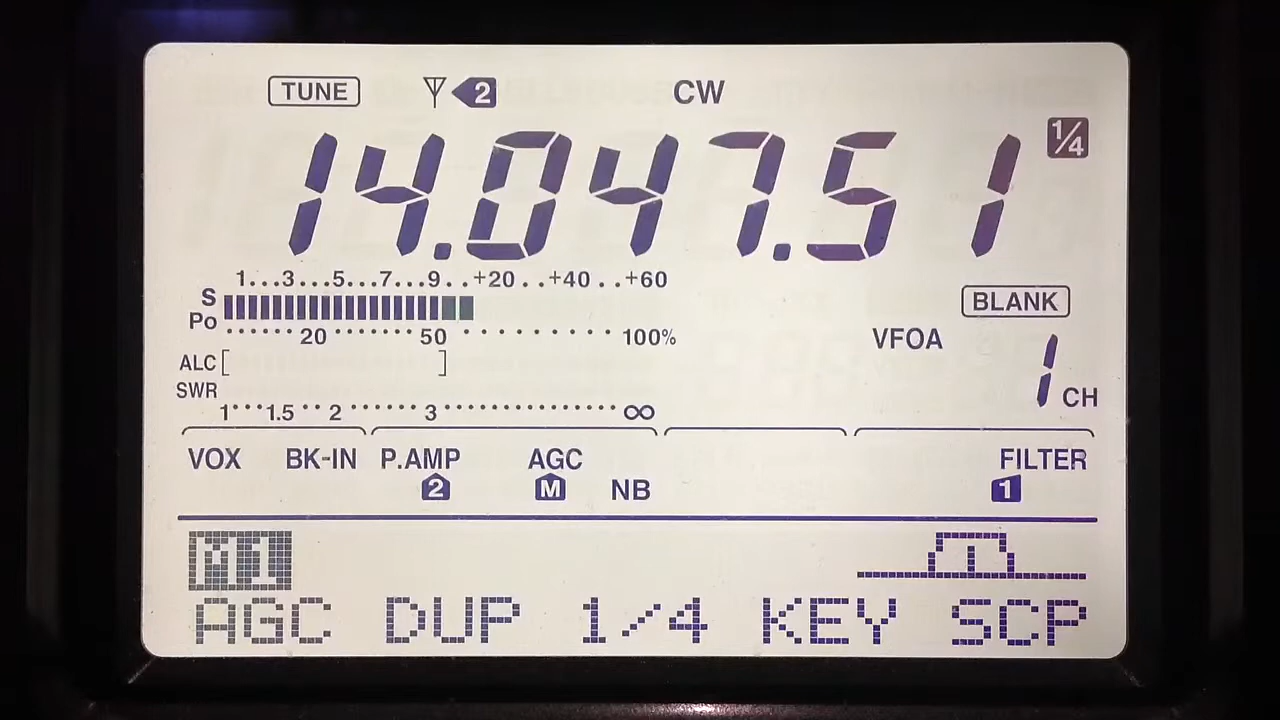 TUNE 2 CW
14.047.51 1/4
1...3...5...7...9..+20..+40..+60
S
Po
20 50 100%
BLANK
VFOA
ALC
SWR
1 CH
1 1.5 2 3 ∞
VOX BK-IN P.AMP AGC FILTER
2 M NB 1
M1
AGC DUP 1/4 KEY SCP